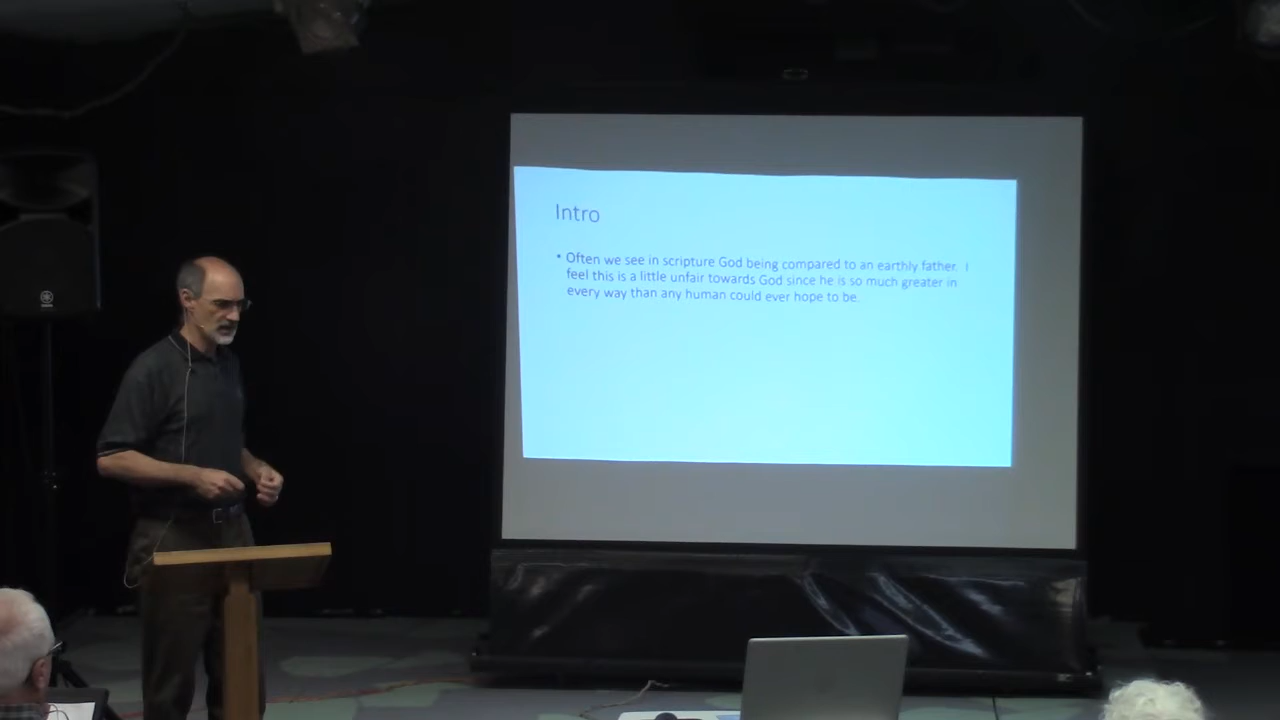 Intro
• Often we see in scripture God being compared to an earthly father. I
feel this is a little unfair towards God since he is so much greater in
every way than any human could ever hope to be.